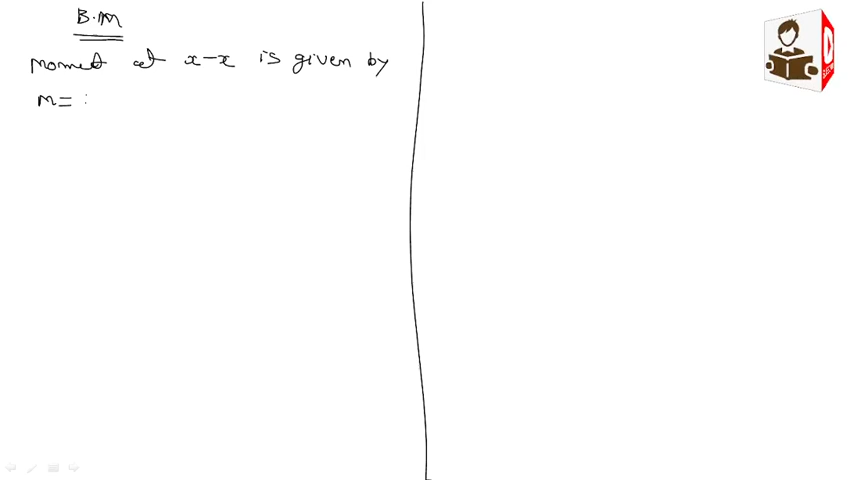 B.M
moment at x-x is given by
M=